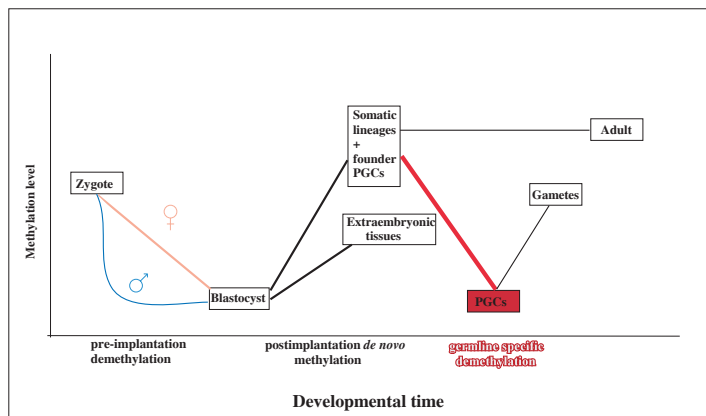 Methylation level
Zygote
♀
♂
Blastocyst
Somatic
lineages
+
founder
PGCs
Extraembryonic
tissues
Adult
Gametes
PGCs
pre-implantation
demethylation
postimplantation de novo
methylation
germline specific
demethylation
Developmental time